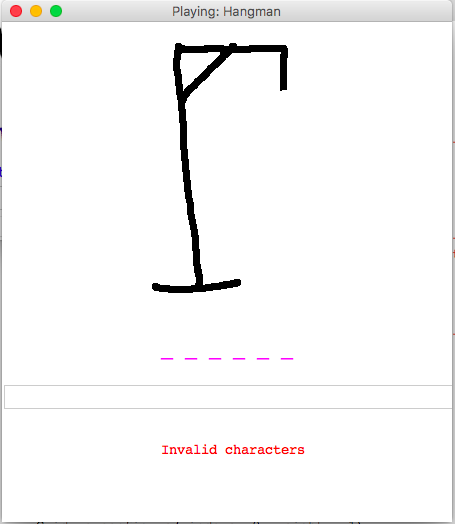 Playing: Hangman
_ _ _ _ _ _
Invalid characters